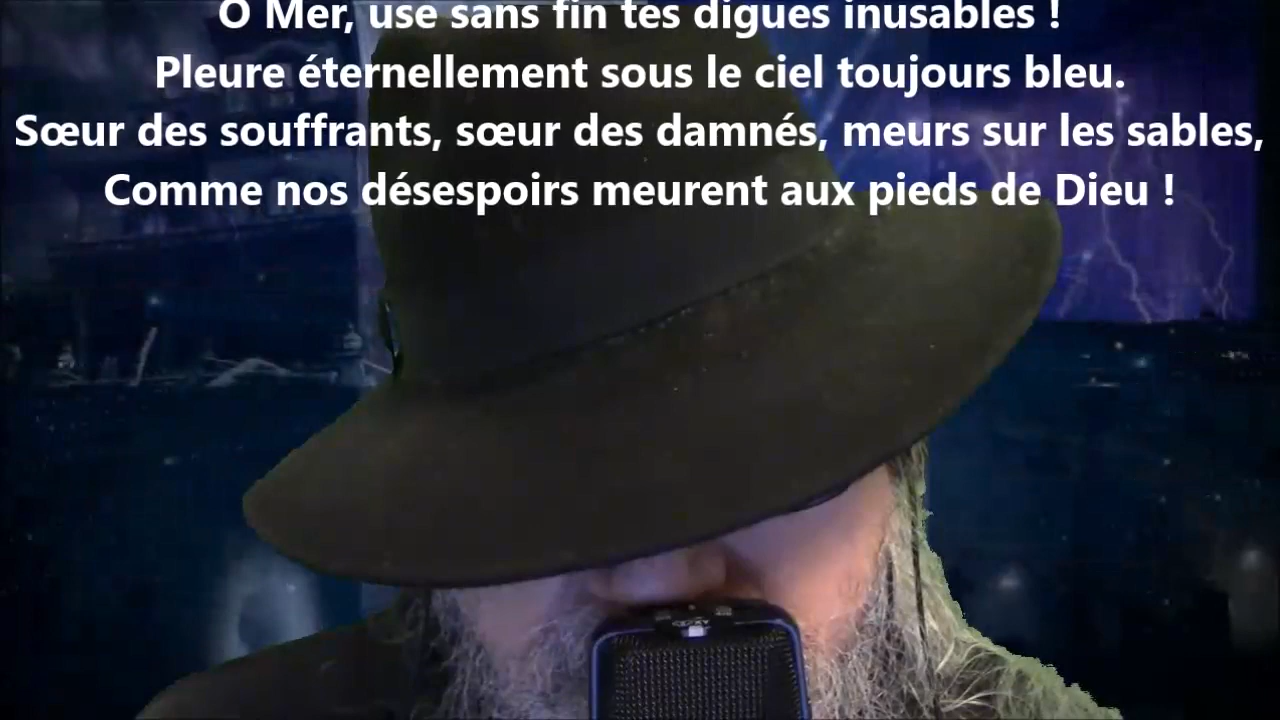 Ô Mer, use sans fin tes digues inusables !
Pleure éternellement sous le ciel toujours bleu.
Sœur des souffrants, sœur des damnés, meurs sur les sables,
Comme nos désespoirs meurent aux pieds de Dieu !